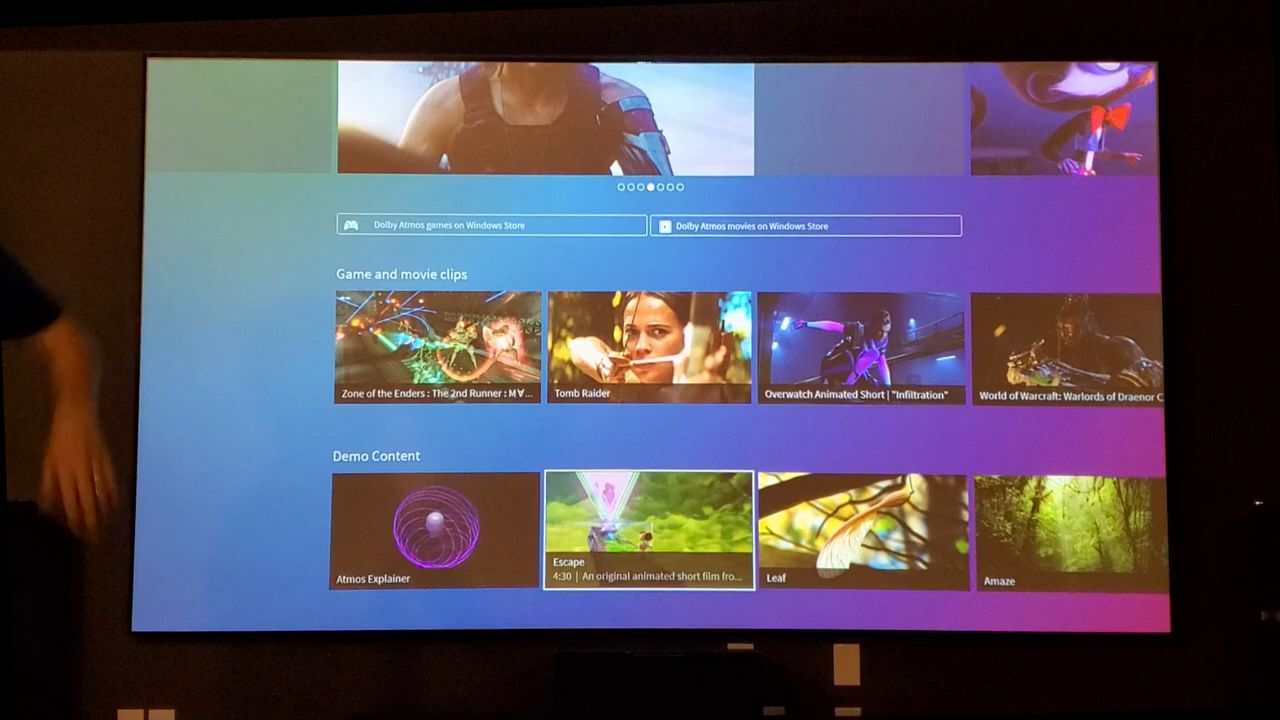 Dolby Atmos games on Windows Store
Dolby Atmos movies on Windows Store
Game and movie clips
Zone of the Enders : The 2nd Runner : M∀...
Tomb Raider
Overwatch Animated Short | "Infiltration"
World of Warcraft: Warlords of Draenor C
Demo Content
Atmos Explainer
Escape
4:30 | An original animated short film fro...
Leaf
Amaze